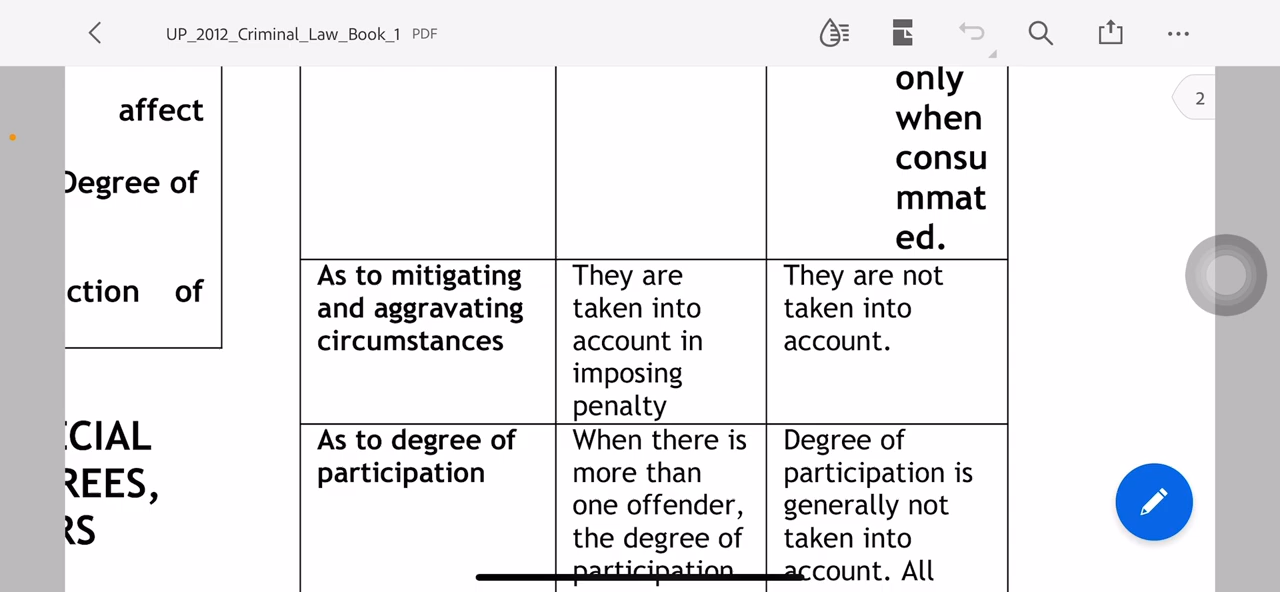 UP_2012_Criminal_Law_Book_1 PDF
2
affect
Degree of
ction of
ECIAL
REES,
RS
only
when
consu
mmat
ed.
As to mitigating
and aggravating
circumstances
They are
taken into
account in
imposing
penalty
They are not
taken into
account.
As to degree of
participation
When there is
more than
one offender,
the degree of
participation
Degree of
participation is
generally not
taken into
account. All